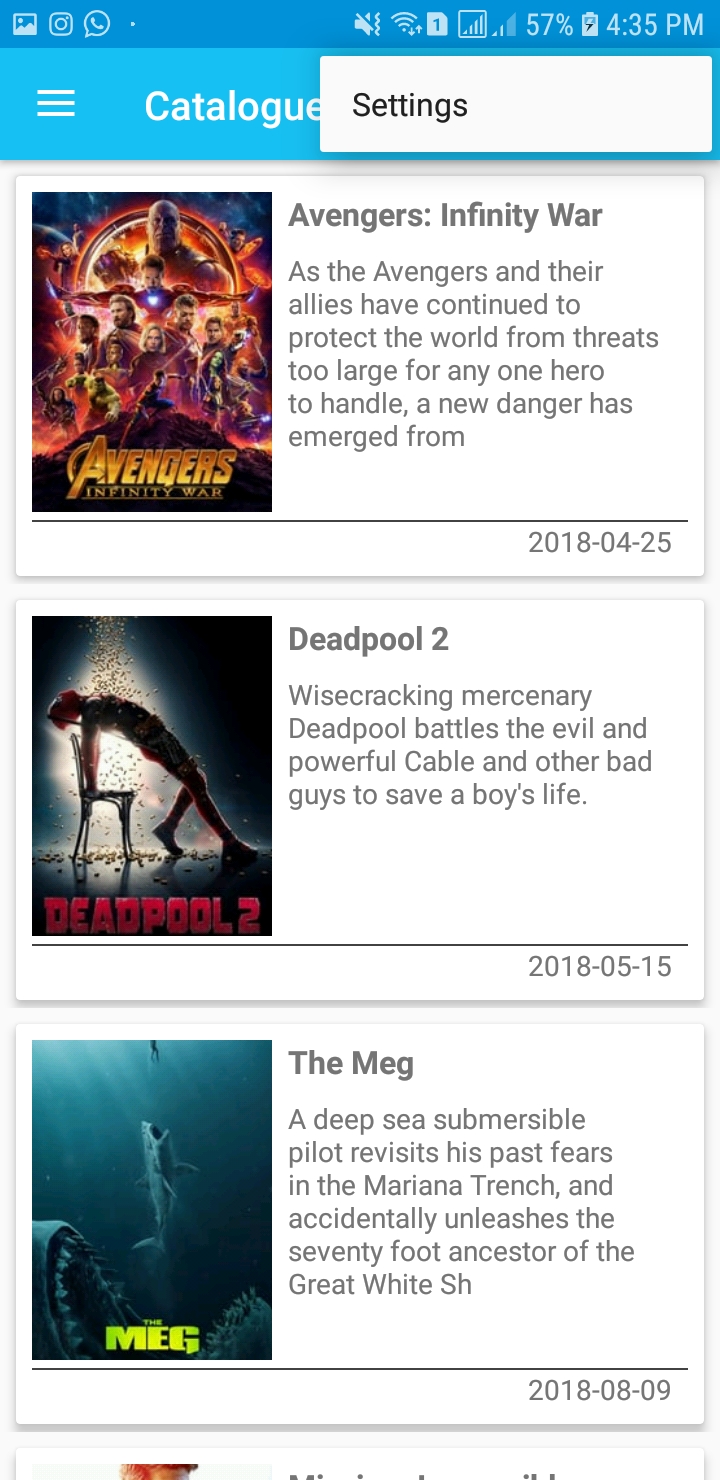 1 57% 4:35 PM
Catalogue
Settings
Avengers: Infinity War
As the Avengers and their
allies have continued to
protect the world from threats
too large for any one hero
to handle, a new danger has
emerged from
AVENGERS
INFINITY WAR
2018-04-25
Deadpool 2
Wisecracking mercenary
Deadpool battles the evil and
powerful Cable and other bad
guys to save a boy's life.
DEADPOOL 2
2018-05-15
The Meg
A deep sea submersible
pilot revisits his past fears
in the Mariana Trench, and
accidentally unleashes the
seventy foot ancestor of the
Great White Sh
THE
MEG
2018-08-09